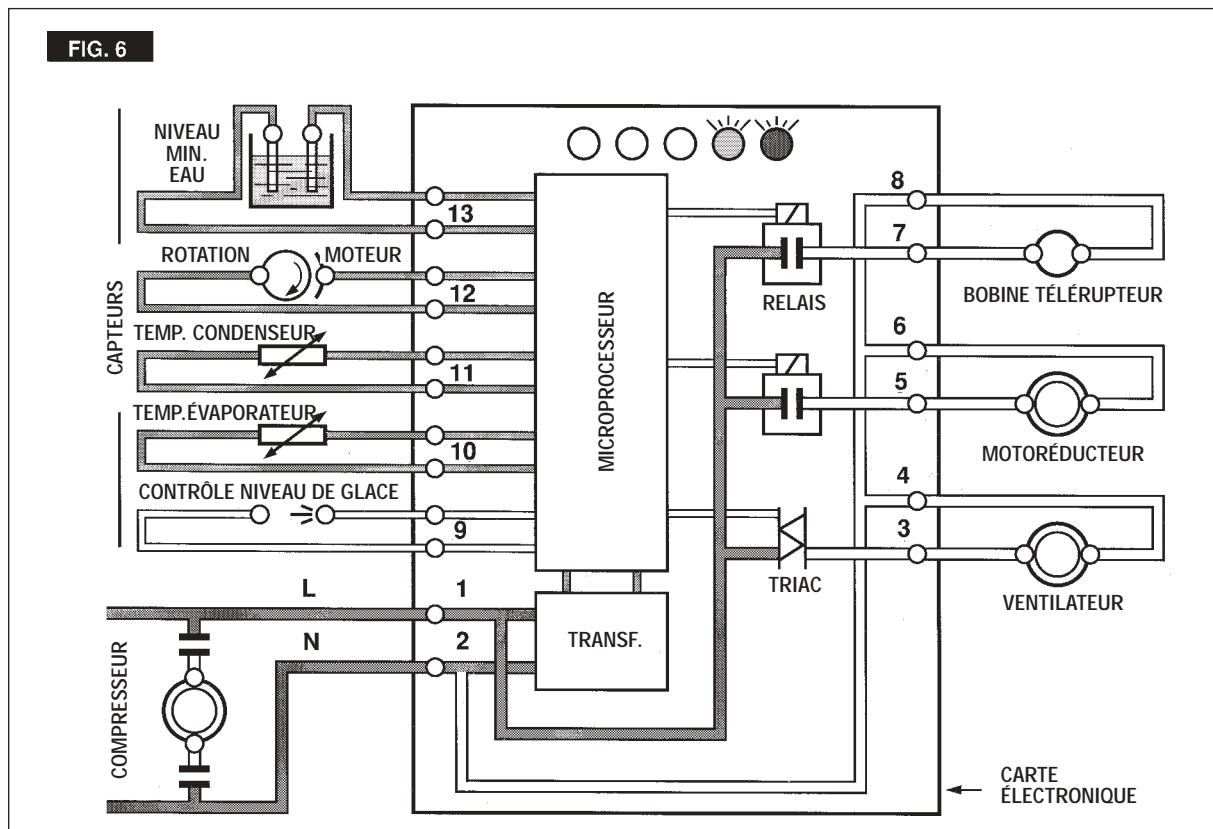 FIG. 6
NIVEAU
MIN.
EAU
ROTATION
MOTEUR
TEMP. CONDENSEUR
TEMP.ÉVAPORATEUR
CONTRÔLE NIVEAU DE GLACE
CAPTEURS
13
12
11
10
9
L
1
N
2
COMPRESSEUR
MICROPROCESSEUR
TRANSF.
RELAIS
TRIAC
8
7
BOBINE TÉLÉRUPTEUR
6
5
MOTORÉDUCTEUR
4
3
VENTILATEUR
CARTE
ÉLECTRONIQUE